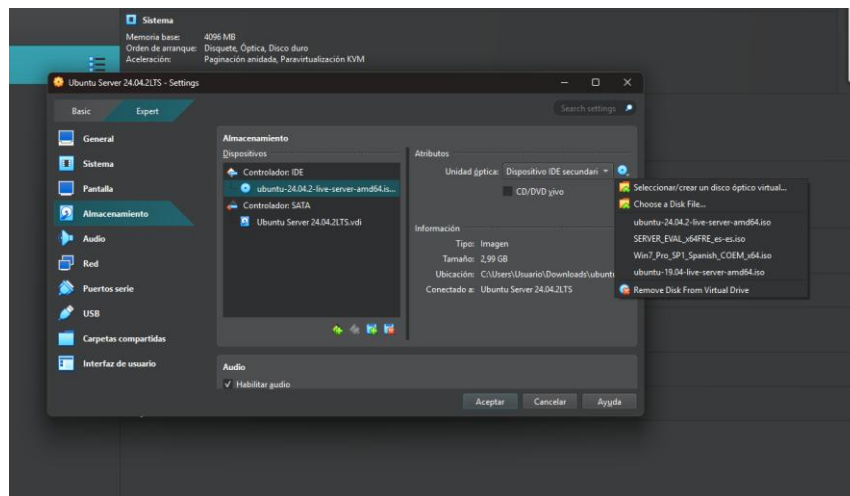 Sistema
Memoria base: 4096 MB
Orden de arranque: Disquete, Óptica, Disco duro
Aceleración: Paginación anidada, Paravirtualización KVM
Ubuntu Server 24.04.2LTS - Settings
Basic Expert Search settings
General
Sistema
Pantalla
Almacenamiento
Audio
Red
Puertos serie
USB
Carpetas compartidas
Interfaz de usuario
Almacenamiento
Dispositivos
Controlador: IDE
ubuntu-24.04.2-live-server-amd64.is...
Controlador: SATA
Ubuntu Server 24.04.2LTS.vdi
Atributos
Unidad óptica: Dispositivo IDE secundari
CD/DVD vivo
Información
Tipo: Imagen
Tamaño: 2,99 GB
Ubicación: C:\Users\Usuario\Downloads\ubunt
Conectado a: Ubuntu Server 24.04.2LTS
Seleccionar/crear un disco óptico virtual...
Choose a Disk File...
ubuntu-24.04.2-live-server-amd64.iso
SERVER_EVAL_x64FRE_es-es.iso
Win7_Pro_SP1_Spanish_COEM_x64.iso
ubuntu-19.04-live-server-amd64.iso
Remove Disk From Virtual Drive
Audio
Habilitar audio
Aceptar Cancelar Ayuda